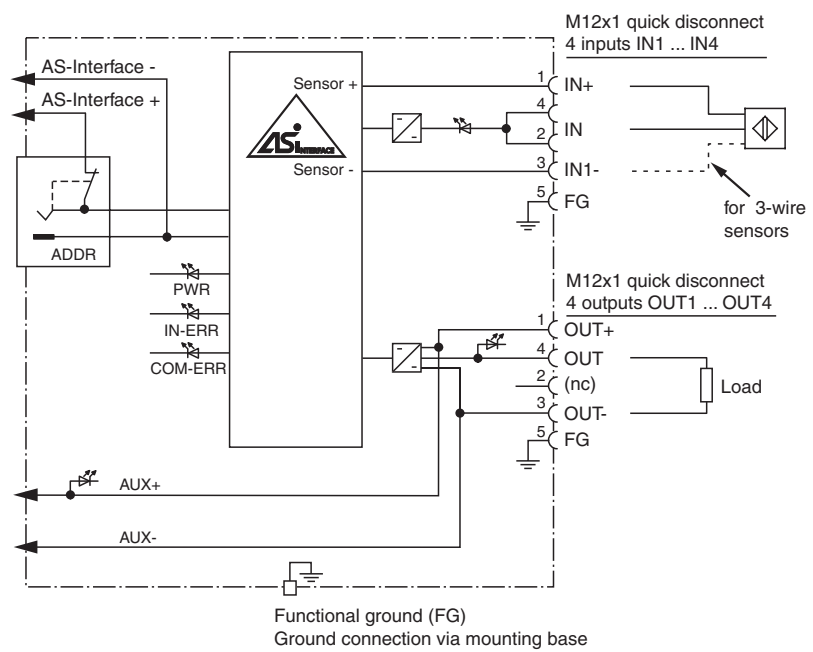 M12x1 quick disconnect
4 inputs IN1 ... IN4
AS-Interface -
AS-Interface +
ADDR
PWR
IN-ERR
COM-ERR
Sensor +
ASi
INTERFACE
Sensor -
1 IN+
4
IN
2
3 IN1-
5 FG
for 3-wire
sensors
M12x1 quick disconnect
4 outputs OUT1 ... OUT4
1 OUT+
4 OUT
2 (nc)
3 OUT-
5 FG
Load
AUX+
AUX-
Functional ground (FG)
Ground connection via mounting base